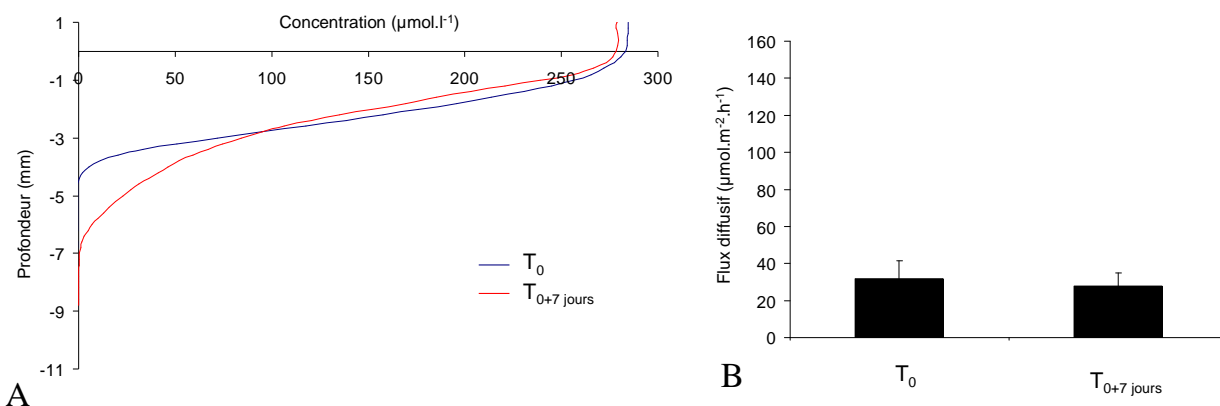 Concentration (µmol.l⁻¹)
1
-1
-3
-5
-7
-9
-11
0 50 100 150 200 250 300
Profondeur (mm)
T₀
T₀₊₇ jours
A
160
140
120
100
80
60
40
20
0
Flux diffusif (µmol.m⁻².h⁻¹)
T₀ T₀₊₇ jours
B